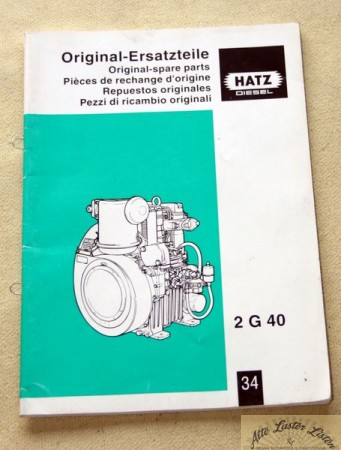 Original-Ersatzteile
Original-spare parts
Pièces de rechange d'origine
Repuestos originales
Pezzi di ricambio originali
HATZ
DIESEL
2 G 40
34
Alte Laster Listen